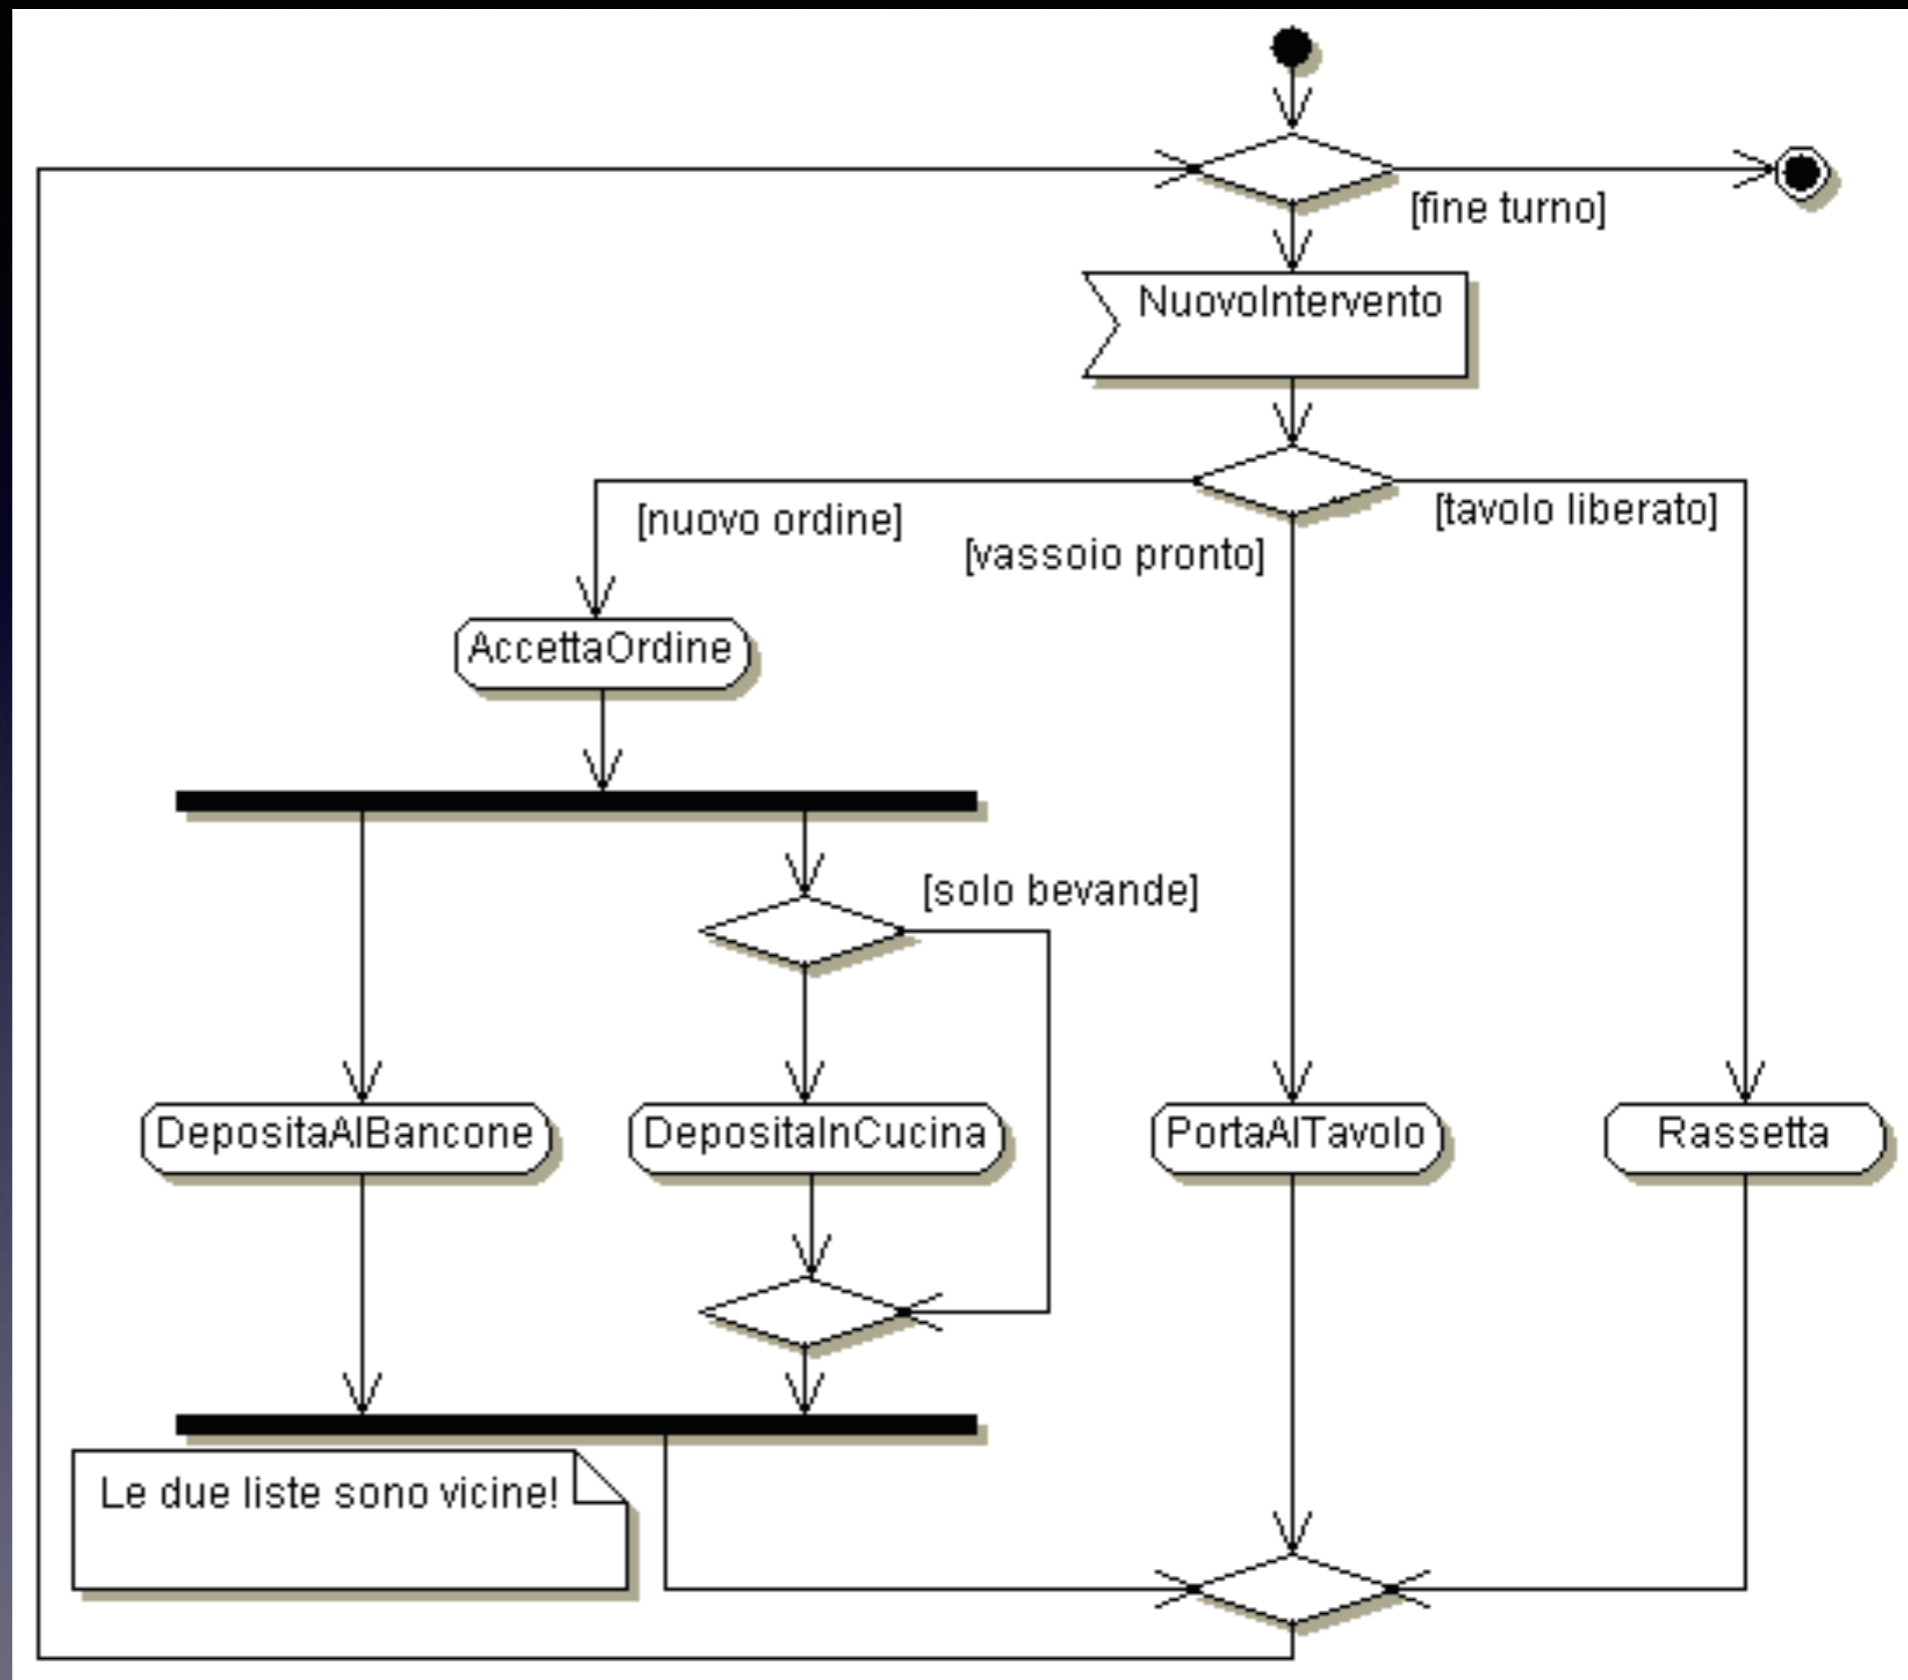 [fine turno]
NuovoIntervento
[tavolo liberato]
[nuovo ordine]
[vassoio pronto]
AccettaOrdine
[solo bevande]
DepositaAlBancone
DepositaInCucina
PortaAlTavolo
Rassetta
Le due liste sono vicine!